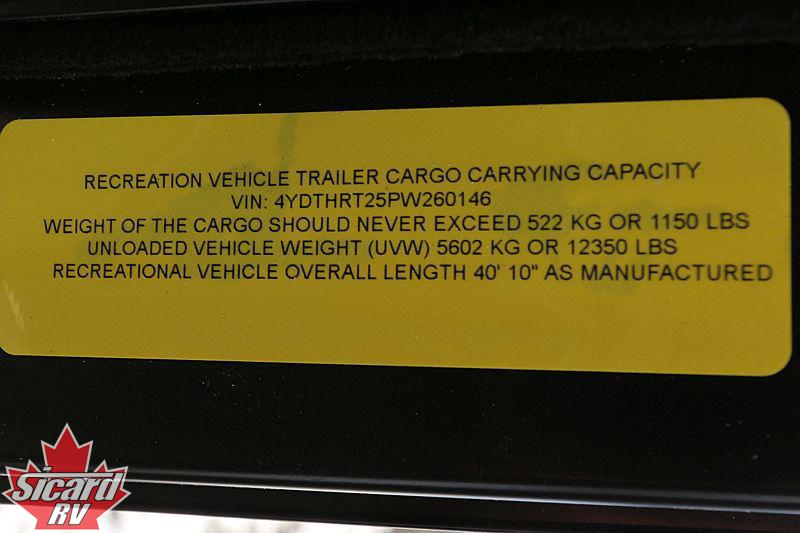 RECREATION VEHICLE TRAILER CARGO CARRYING CAPACITY
VIN: 4YDTHRT25PW260146
WEIGHT OF THE CARGO SHOULD NEVER EXCEED 522 KG OR 1150 LBS
UNLOADED VEHICLE WEIGHT (UVW) 5602 KG OR 12350 LBS
RECREATIONAL VEHICLE OVERALL LENGTH 40' 10" AS MANUFACTURED
Sicard
RV